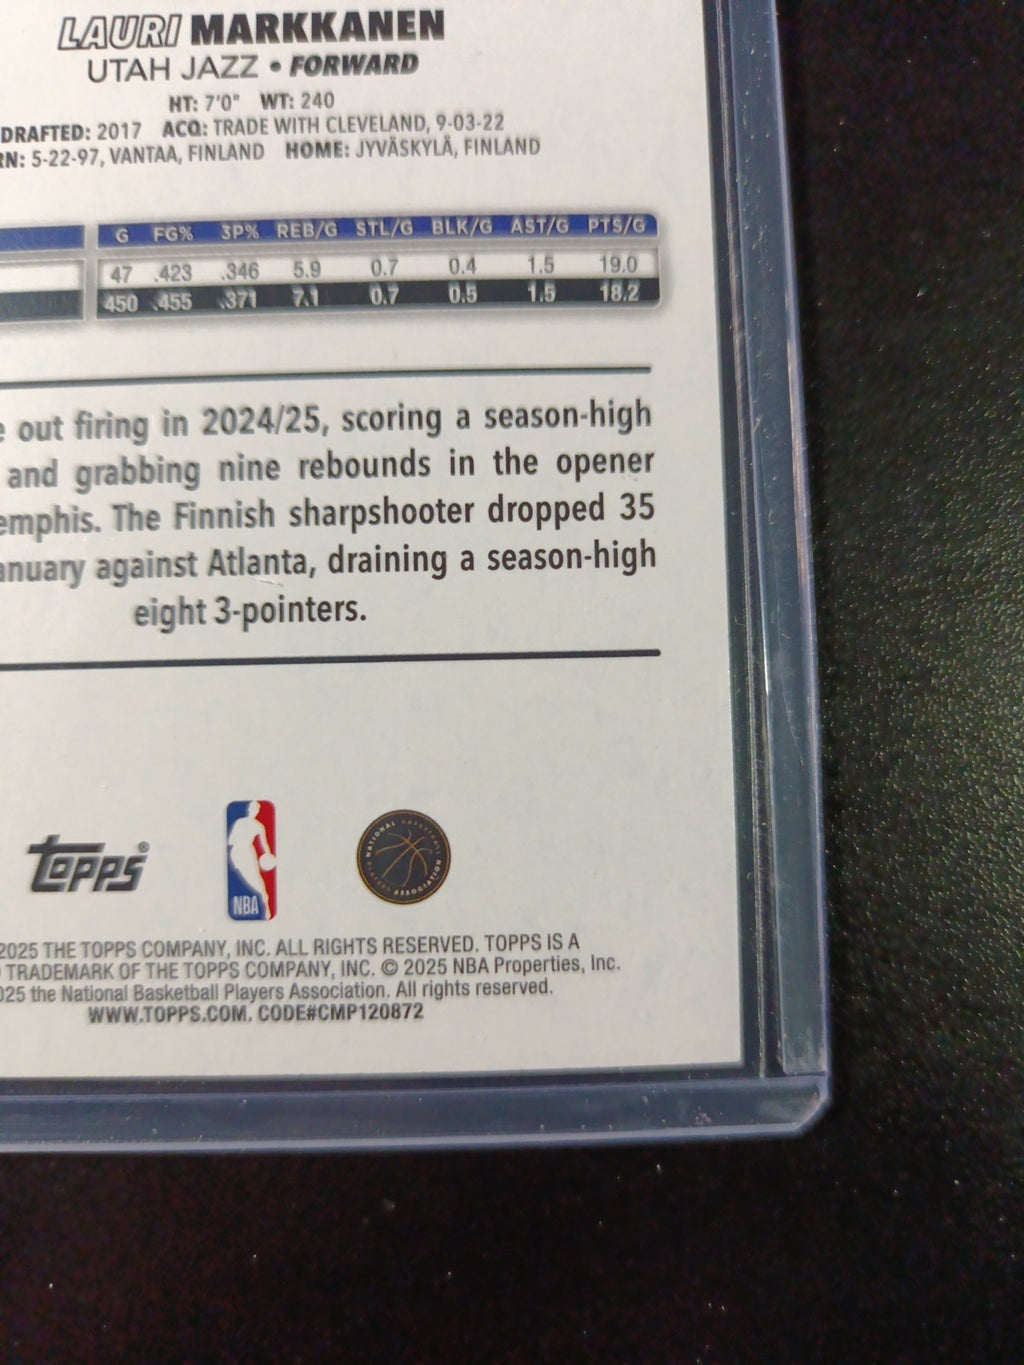 LAURI MARKKANEN
UTAH JAZZ • FORWARD
HT: 7'0" WT: 240
DRAFTED: 2017 ACQ: TRADE WITH CLEVELAND, 9-03-22
RN: 5-22-97, VANTAA, FINLAND HOME: JYVÄSKYLÄ, FINLAND
G FG% 3P% REB/G STL/G BLK/G AST/G PTS/G
47 .423 .346 5.9 0.7 0.4 1.5 19.0
450 .455 .371 7.1 0.7 0.5 1.5 18.2
e out firing in 2024/25, scoring a season-high
and grabbing nine rebounds in the opener
emphis. The Finnish sharpshooter dropped 35
anuary against Atlanta, draining a season-high
eight 3-pointers.
TOPPS®
NBA
NATIONAL BASKETBALL PLAYERS ASSOCIATION
2025 THE TOPPS COMPANY, INC. ALL RIGHTS RESERVED. TOPPS IS A
TRADEMARK OF THE TOPPS COMPANY, INC. © 2025 NBA Properties, Inc.
025 the National Basketball Players Association. All rights reserved.
WWW.TOPPS.COM. CODE#CMP120872